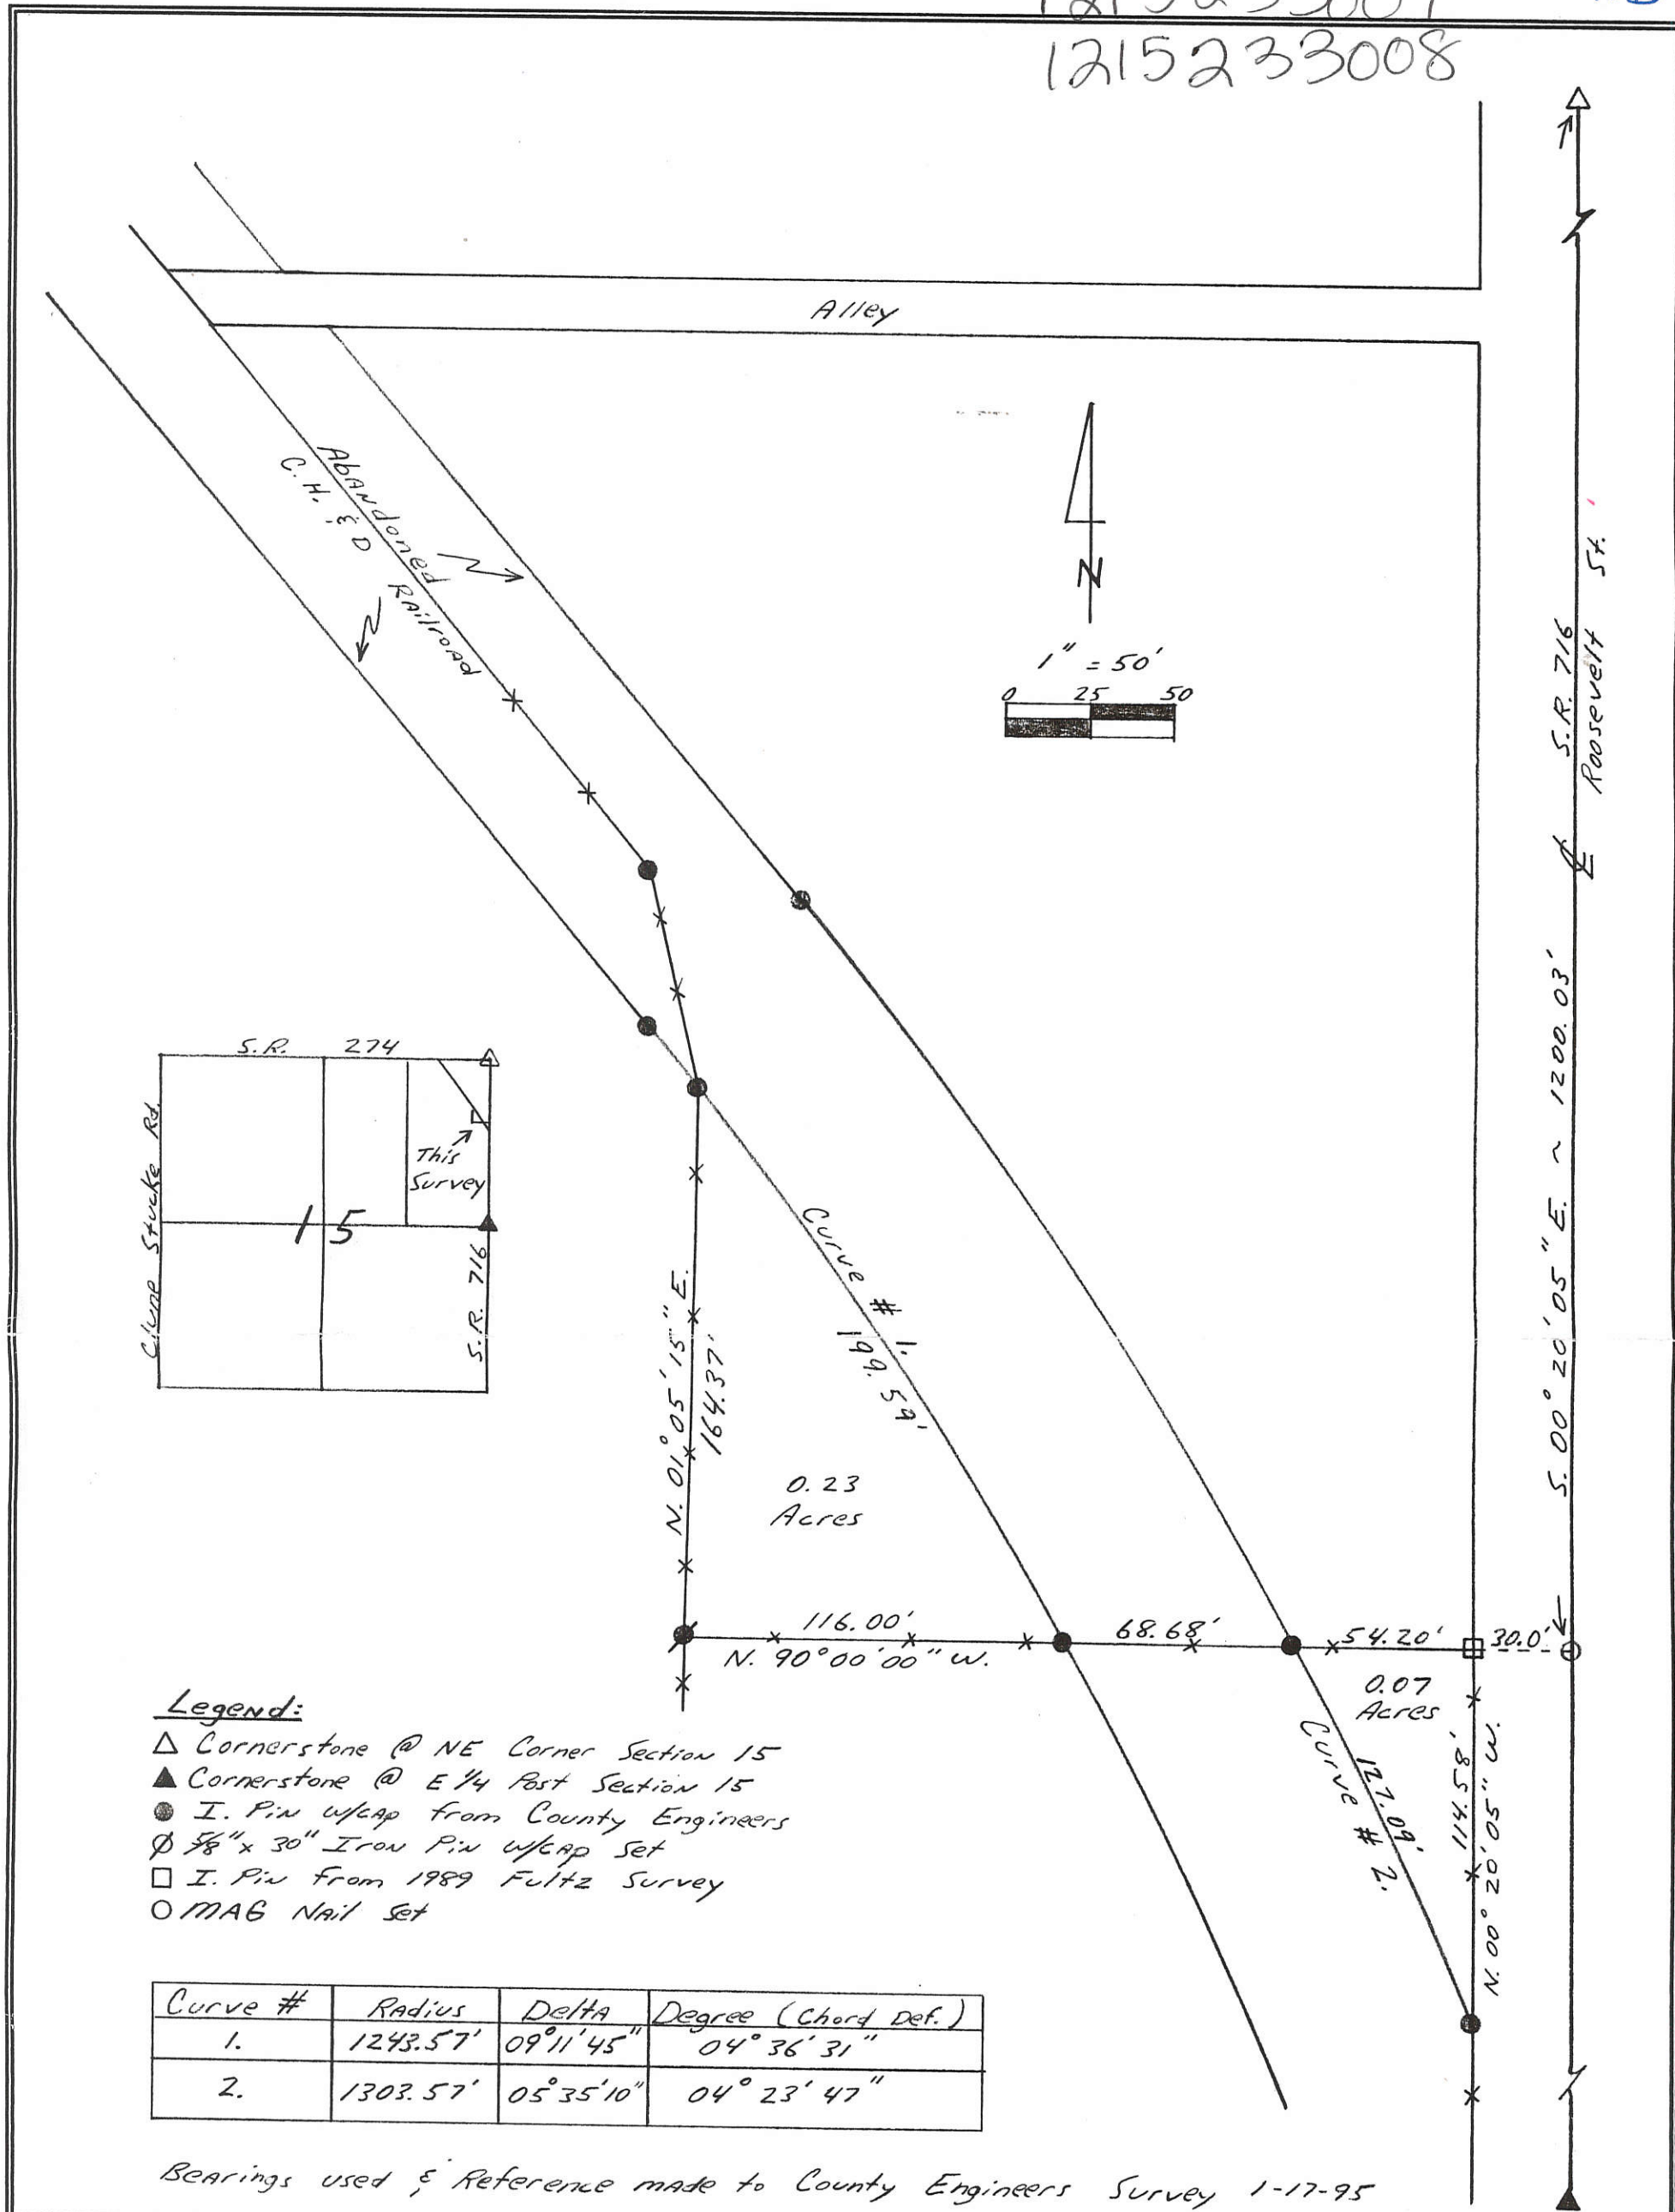 1215233008
Alley
Abandoned
C.H. & D
Railroad
N
1" = 50'
0 25 50
S.R. 716
Roosevelt St.
S. 00° 20' 05" E. ~ 1200.03'
S.R. 274
Clune Stucke Rd.
This
Survey
15
S.R. 716
Curve # 1.
199.59'
N. 01° 05' 15" E.
164.37'
0.23
Acres
116.00'
N. 90° 00' 00" W.
68.68'
54.20'
30.0'
0.07
Acres
Curve # 2.
127.09'
114.58'
N. 00° 20' 05" W.
Legend:
△ Cornerstone @ NE Corner Section 15
▲ Cornerstone @ E 1/4 Post Section 15
● I. Pin w/cap from County Engineers
Ø 5/8" x 30" Iron Pin w/cap Set
□ I. Pin from 1989 Fultz Survey
○ MAG Nail Set
Curve # Radius Delta Degree (Chord Def.)
1. 1243.57' 09° 11' 45" 04° 36' 31"
2. 1303.57' 05° 35' 10" 04° 23' 47"
Bearings used & Reference made to County Engineers Survey 1-17-95